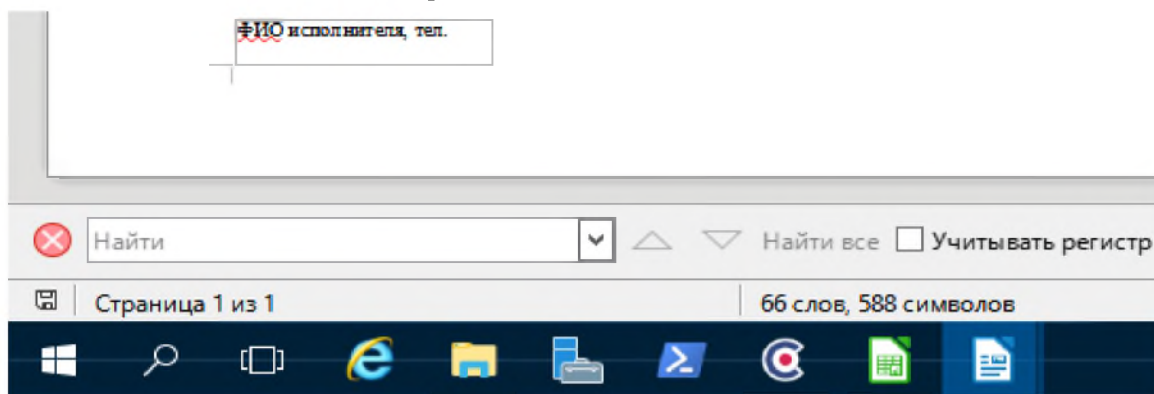 ФИО исполнителя, тел.
Найти
Найти все
Учитывать регистр
Страница 1 из 1
66 слов, 588 символов